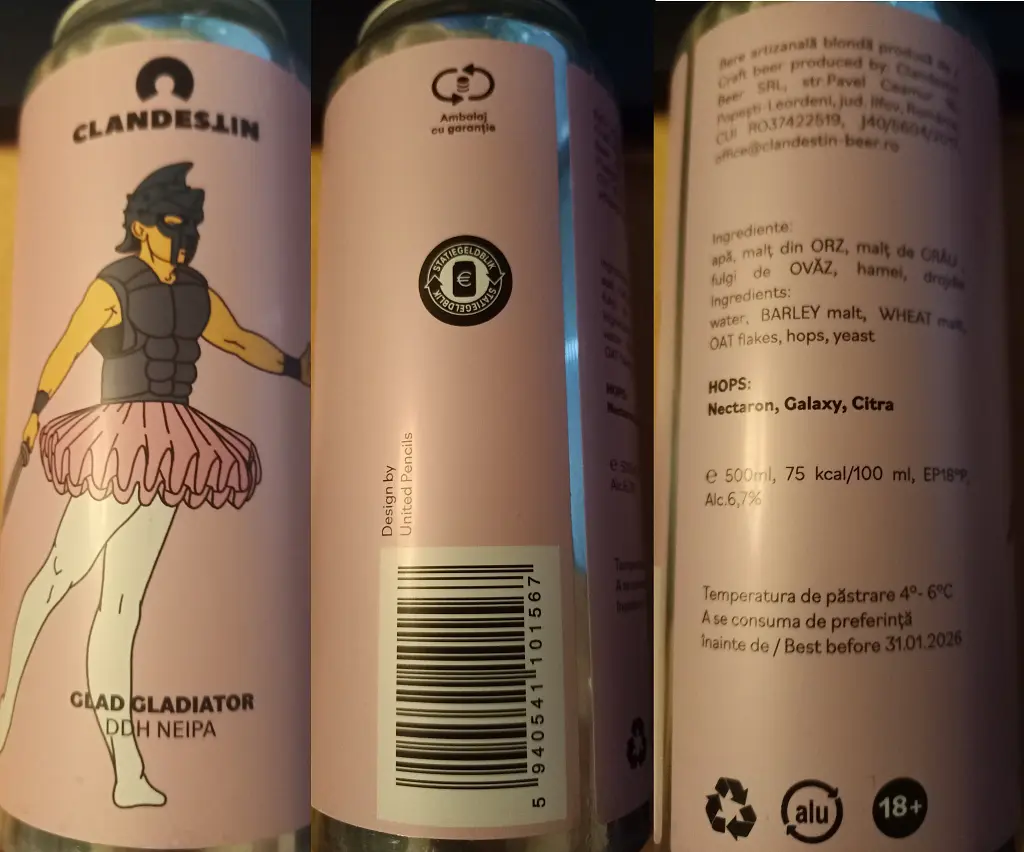 CLANDESTIN
GLAD GLADIATOR
DDH NEIPA
Ambalaj
cu garanție
STATIEGELDBLIK
€
STATIEGELDBLIK
Design by
United Pencils
5 940541 101567
Bere artizanală blondă produsă de /
Craft beer produced by: Clandestin
Beer SRL, str.Pavel
Popești-Leordeni, jud. Ilfov, România
CUI RO37422519,
office@clandestin-beer.ro
Ingrediente:
apă, malț din ORZ, malț de GRÂU
fulgi de OVĂZ, hamei, drojdie
Ingredients:
water, BARLEY malt, WHEAT malt,
OAT flakes, hops, yeast
HOPS:
Nectaron, Galaxy, Citra
℮ 500ml, 75 kcal/100 ml, EP18°P,
Alc.6,7%
Temperatura de păstrare 4°- 6°C
A se consuma de preferință
înainte de / Best before 31.01.2026
alu
18+